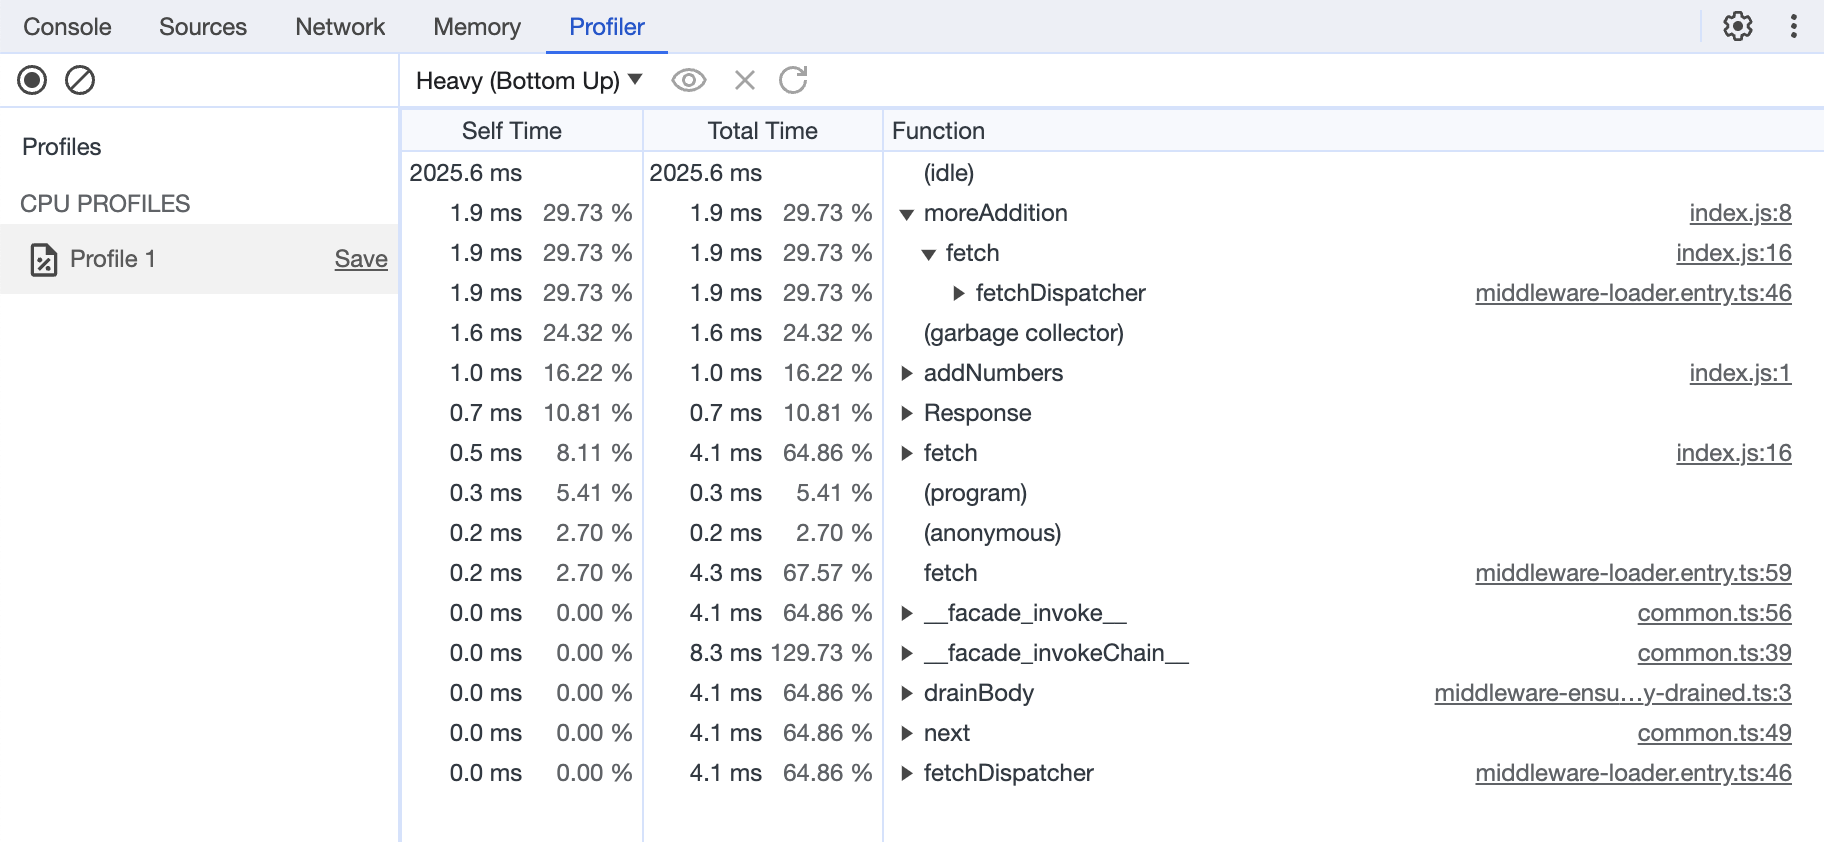 Console Sources Network Memory Profiler
Heavy (Bottom Up)
Profiles
CPU PROFILES
Profile 1 Save
Self Time Total Time Function
2025.6 ms 2025.6 ms (idle)
1.9 ms 29.73 % 1.9 ms 29.73 % moreAddition index.js:8
1.9 ms 29.73 % 1.9 ms 29.73 % fetch index.js:16
1.9 ms 29.73 % 1.9 ms 29.73 % fetchDispatcher middleware-loader.entry.ts:46
1.6 ms 24.32 % 1.6 ms 24.32 % (garbage collector)
1.0 ms 16.22 % 1.0 ms 16.22 % addNumbers index.js:1
0.7 ms 10.81 % 0.7 ms 10.81 % Response
0.5 ms 8.11 % 4.1 ms 64.86 % fetch index.js:16
0.3 ms 5.41 % 0.3 ms 5.41 % (program)
0.2 ms 2.70 % 0.2 ms 2.70 % (anonymous)
0.2 ms 2.70 % 4.3 ms 67.57 % fetch middleware-loader.entry.ts:59
0.0 ms 0.00 % 4.1 ms 64.86 % __facade_invoke__ common.ts:56
0.0 ms 0.00 % 8.3 ms 129.73 % __facade_invokeChain__ common.ts:39
0.0 ms 0.00 % 4.1 ms 64.86 % drainBody middleware-ensu…y-drained.ts:3
0.0 ms 0.00 % 4.1 ms 64.86 % next common.ts:49
0.0 ms 0.00 % 4.1 ms 64.86 % fetchDispatcher middleware-loader.entry.ts:46